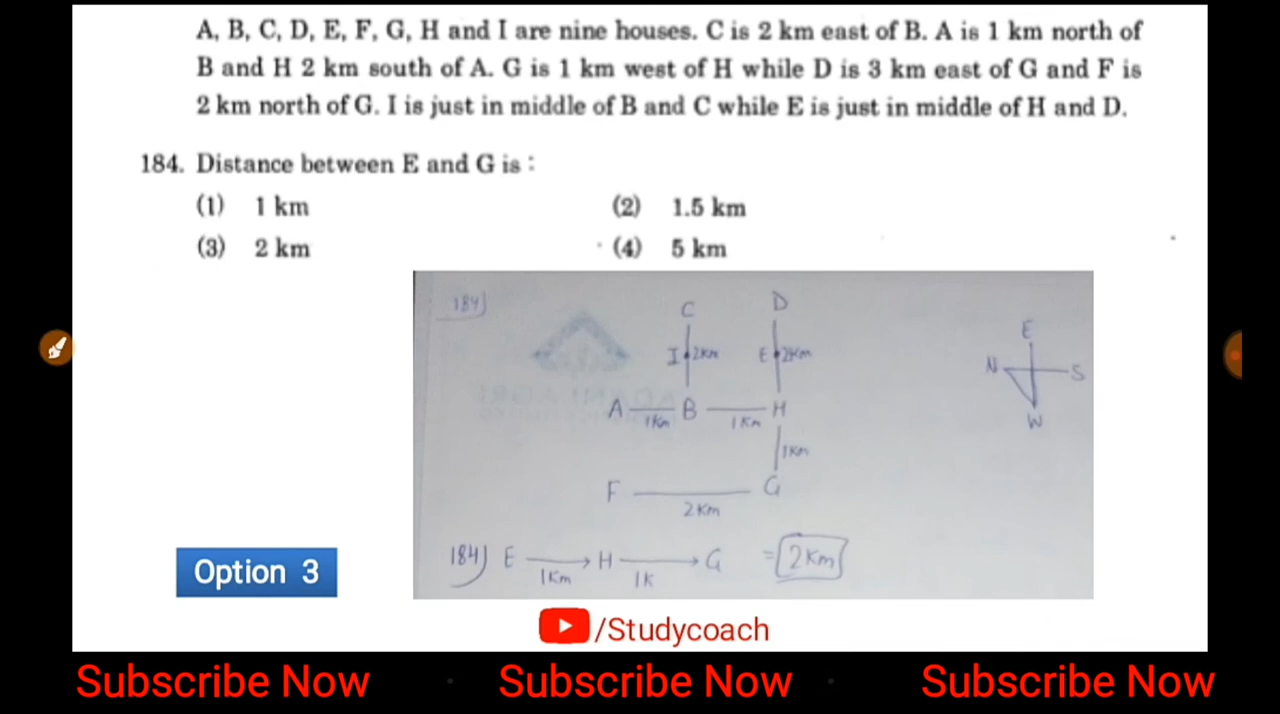 A, B, C, D, E, F, G, H and I are nine houses. C is 2 km east of B. A is 1 km north of
B and H 2 km south of A. G is 1 km west of H while D is 3 km east of G and F is
2 km north of G. I is just in middle of B and C while E is just in middle of H and D.
184. Distance between E and G is :
(1) 1 km (2) 1.5 km
(3) 2 km (4) 5 km
184)
C D
E
I 2Km E 2Km
N S
A 1Km B 1Km H
W
1Km
F 2Km G
184) E 1Km H 1K G = 2Km
Option 3
/Studycoach
Subscribe Now Subscribe Now Subscribe Now